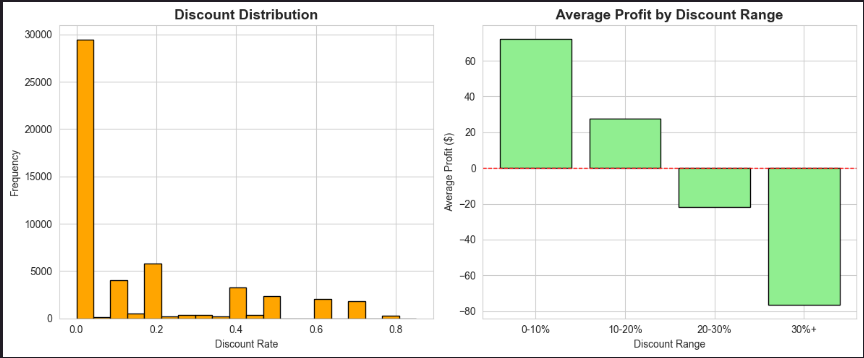 Discount Distribution
30000
25000
20000
15000
10000
5000
0
Frequency
0.0 0.2 0.4 0.6 0.8
Discount Rate
Average Profit by Discount Range
60
40
20
0
−20
−40
−60
−80
Average Profit ($)
0-10% 10-20% 20-30% 30%+
Discount Range